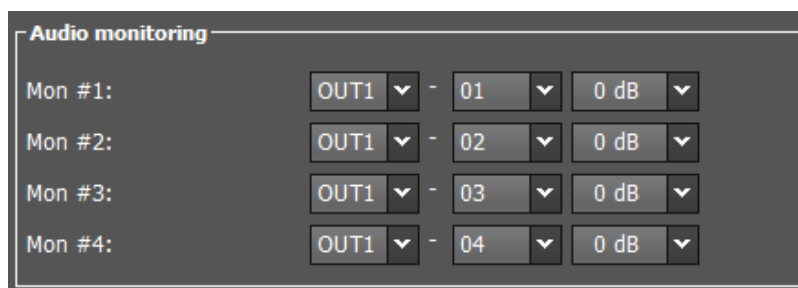 Audio monitoring
Mon #1: OUT1 - 01 0 dB
Mon #2: OUT1 - 02 0 dB
Mon #3: OUT1 - 03 0 dB
Mon #4: OUT1 - 04 0 dB